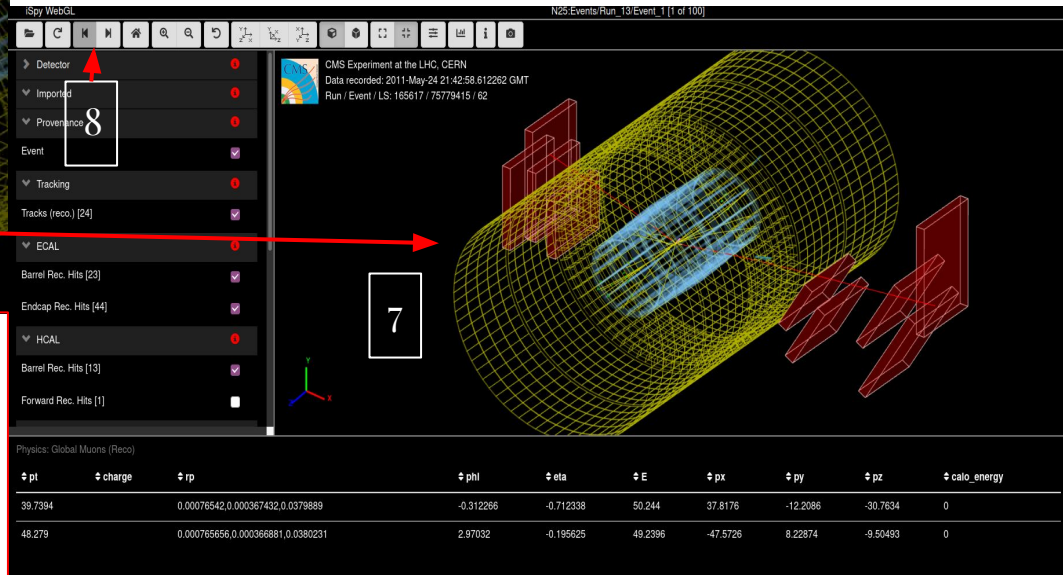 iSpy WebGL
N25:Events/Run_13/Event_1 [1 of 100]
Detector
Imported
Provenance
8
Event
Tracking
Tracks (reco.) [24]
ECAL
Barrel Rec. Hits [23]
Endcap Rec. Hits [44]
HCAL
Barrel Rec. Hits [13]
Forward Rec. Hits [1]
CMS
CMS Experiment at the LHC, CERN
Data recorded: 2011-May-24 21:42:58.612262 GMT
Run / Event / LS: 165617 / 75779415 / 62
7
Y
X
Physics: Global Muons (Reco)
pt charge rp phi eta E px py pz calo_energy
39.7394 0.00076542,0.000367432,0.0379889 -0.312266 -0.712338 50.244 37.8176 -12.2086 -30.7634 0
48.279 0.000765656,0.000366881,0.0380231 2.97032 -0.195625 49.2396 -47.5726 8.22874 -9.50493 0